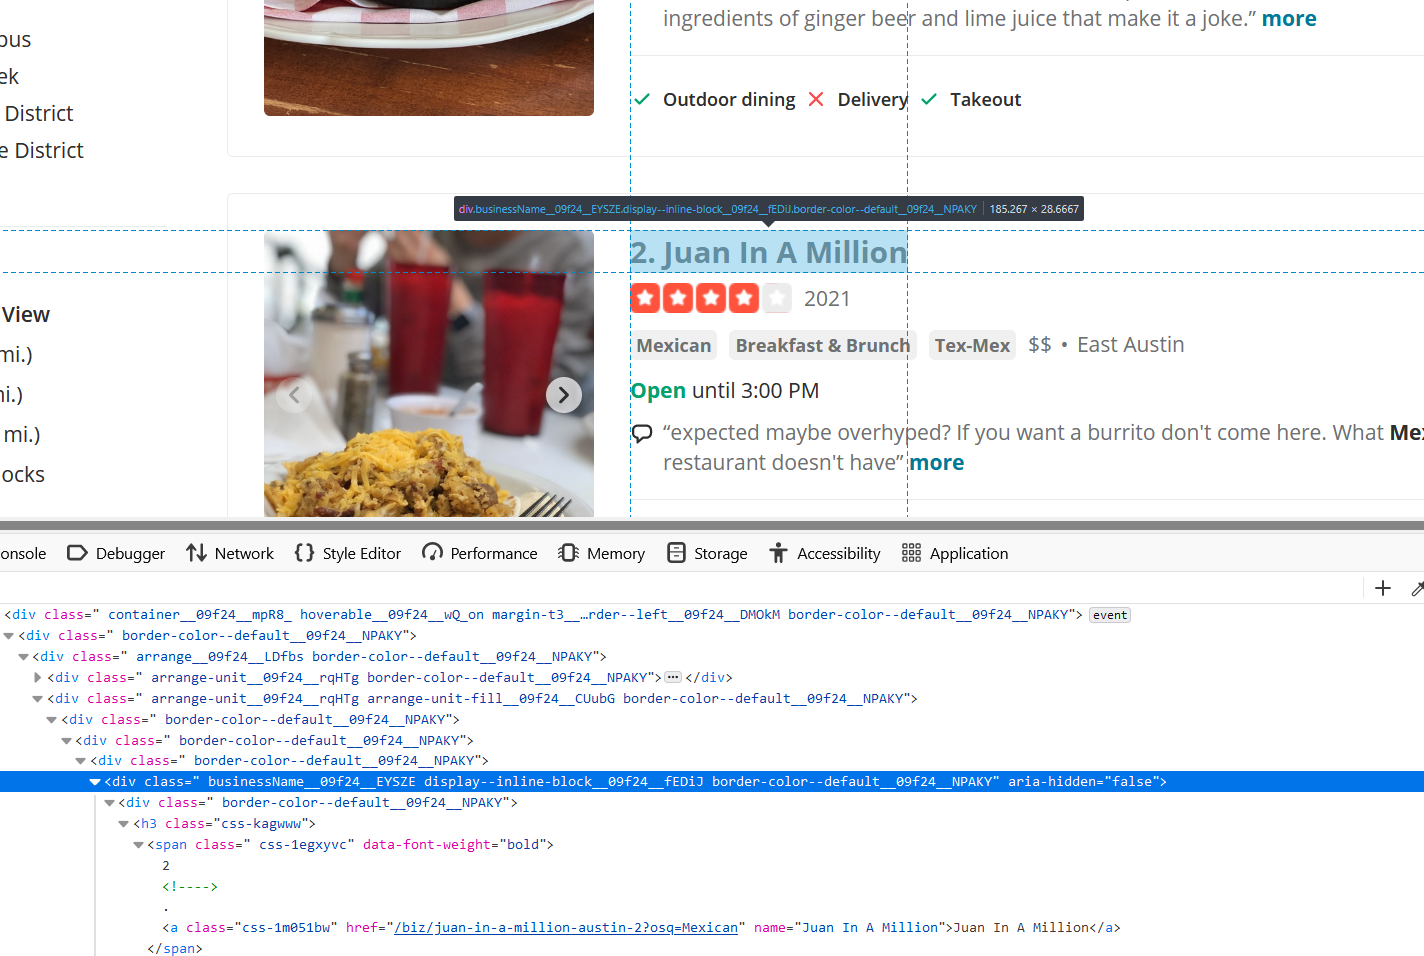 ingredients of ginger beer and lime juice that make it a joke.” more
pus
ek
District
e District
Outdoor dining Delivery Takeout
div.businessName__09f24__EYSZE.display--inline-block__09f24__fEDiJ.border-color--default__09f24__NPAKY 185.267 × 28.6667
2. Juan In A Million
2021
View
mi.)
Mexican Breakfast & Brunch Tex-Mex $$ • East Austin
Open until 3:00 PM
ni.)
“expected maybe overhyped? If you want a burrito don't come here. What Mex
mi.)
restaurant doesn't have” more
ocks
onsole Debugger Network Style Editor Performance Memory Storage Accessibility Application
<div class=" container__09f24__mpR8_ hoverable__09f24__wQ_on margin-t3__…rder--left__09f24__DMOkM border-color--default__09f24__NPAKY"> event
<div class=" border-color--default__09f24__NPAKY">
<div class=" arrange__09f24__LDfbs border-color--default__09f24__NPAKY">
<div class=" arrange-unit__09f24__rqHTg border-color--default__09f24__NPAKY">…</div>
<div class=" arrange-unit__09f24__rqHTg arrange-unit-fill__09f24__CUubG border-color--default__09f24__NPAKY">
<div class=" border-color--default__09f24__NPAKY">
<div class=" border-color--default__09f24__NPAKY">
<div class=" border-color--default__09f24__NPAKY">
<div class=" businessName__09f24__EYSZE display--inline-block__09f24__fEDiJ border-color--default__09f24__NPAKY" aria-hidden="false">
<div class=" border-color--default__09f24__NPAKY">
<h3 class="css-kagwww">
<span class=" css-1egxyvc" data-font-weight="bold">
2
<!---->
.
<a class="css-1m051bw" href="/biz/juan-in-a-million-austin-2?osq=Mexican" name="Juan In A Million">Juan In A Million</a>
</span>